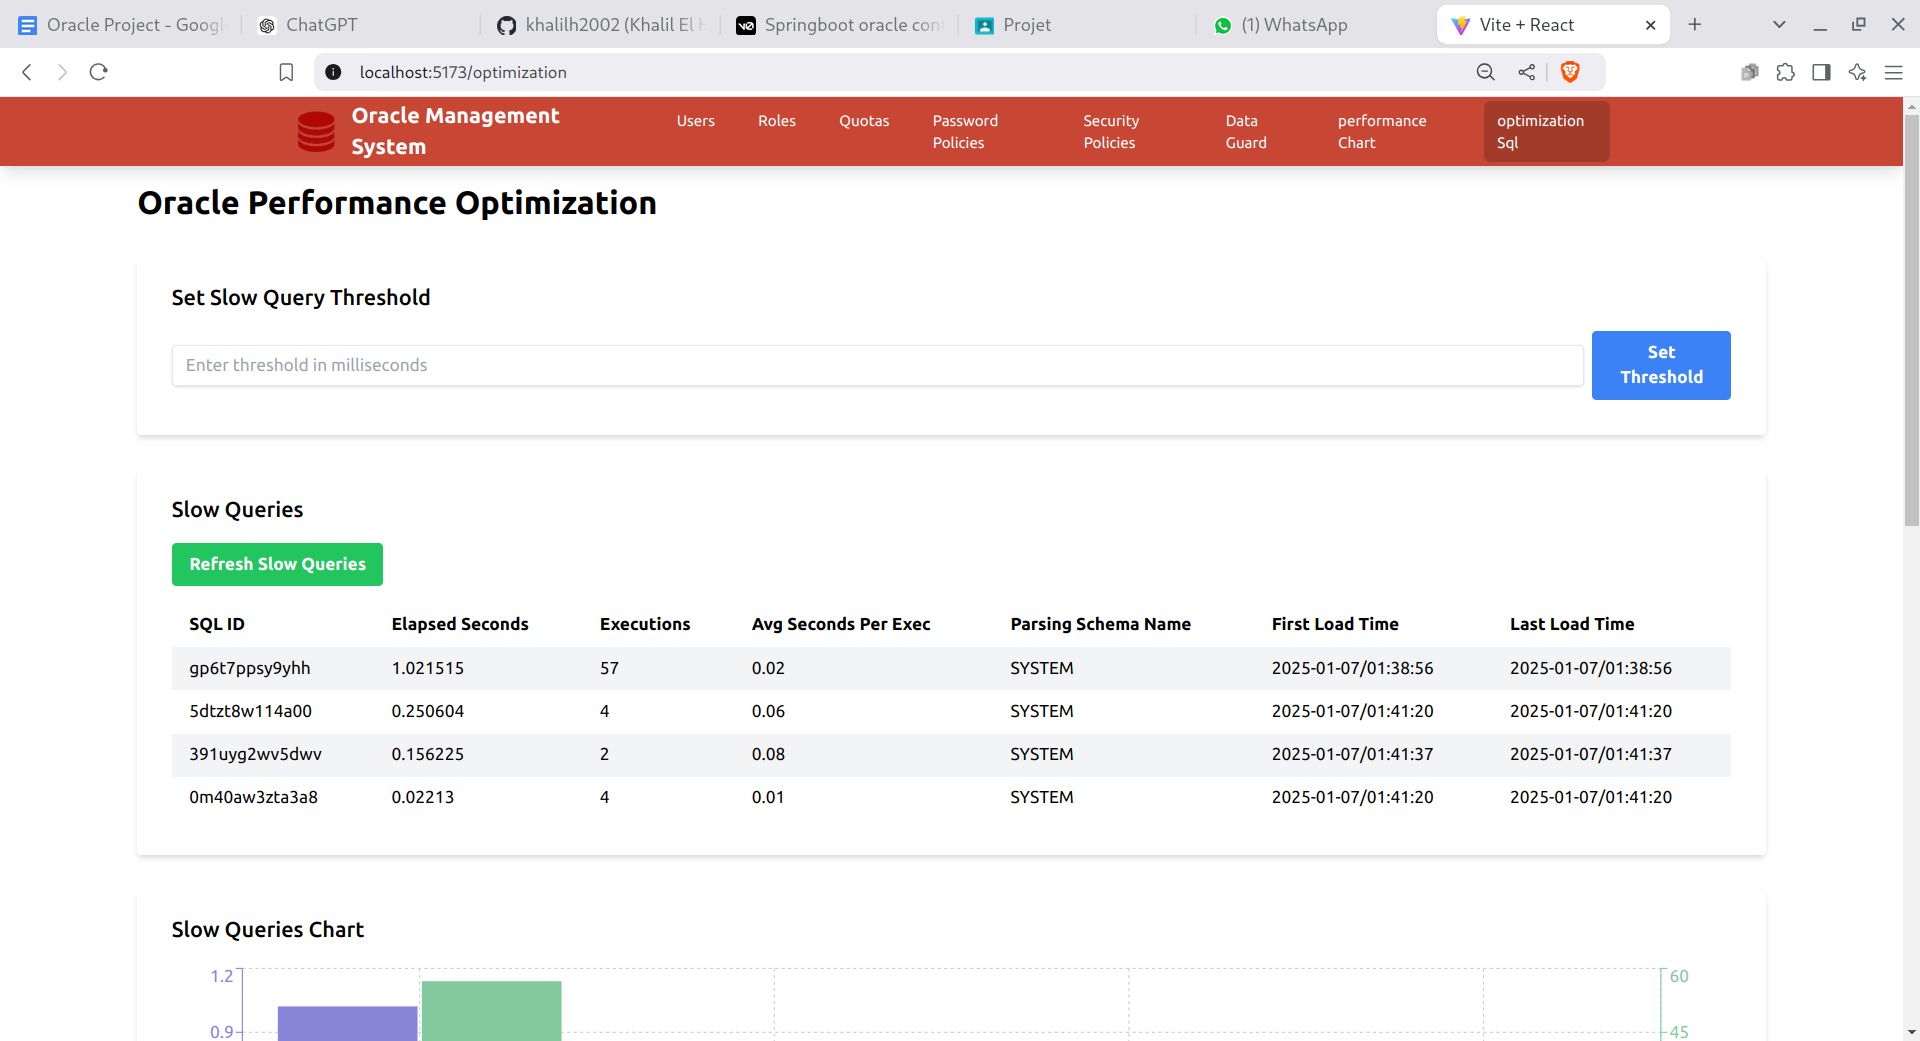 Oracle Project - Googl
ChatGPT
khalilh2002 (Khalil El H
Springboot oracle con
Projet
(1) WhatsApp
Vite + React
localhost:5173/optimization
Oracle Management
System
Users
Roles
Quotas
Password
Policies
Security
Policies
Data
Guard
performance
Chart
optimization
Sql
Oracle Performance Optimization
Set Slow Query Threshold
Enter threshold in milliseconds
Set
Threshold
Slow Queries
Refresh Slow Queries
SQL ID Elapsed Seconds Executions Avg Seconds Per Exec Parsing Schema Name First Load Time Last Load Time
gp6t7ppsy9yhh 1.021515 57 0.02 SYSTEM 2025-01-07/01:38:56 2025-01-07/01:38:56
5dtzt8w114a00 0.250604 4 0.06 SYSTEM 2025-01-07/01:41:20 2025-01-07/01:41:20
391uyg2wv5dwv 0.156225 2 0.08 SYSTEM 2025-01-07/01:41:37 2025-01-07/01:41:37
0m40aw3zta3a8 0.02213 4 0.01 SYSTEM 2025-01-07/01:41:20 2025-01-07/01:41:20
Slow Queries Chart
1.2 60
0.9 45